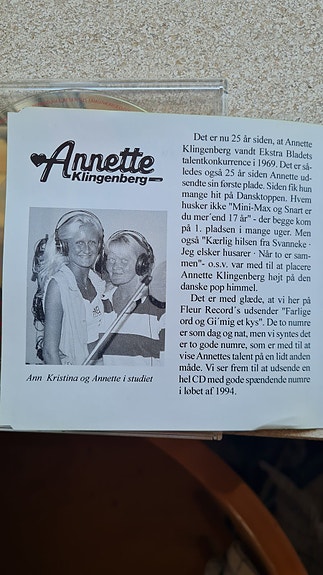 Annette
Klingenberg
Det er nu 25 år siden, at Annette
Klingenberg vandt Ekstra Bladets
talentkonkurrence i 1969. Det er så-
ledes også 25 år siden Annette ud-
sendte sin første plade. Siden fik hun
mange hit på Dansktoppen. Hvem
husker ikke "Mini-Max og Snart er
du mer´end 17 år" - der begge kom
på 1. pladsen i mange uger. Men
også "Kærlig hilsen fra Svanneke ·
Jeg elsker husarer · Når to er sam-
men"- o.s.v. var med til at placere
Annette Klingenberg højt på den
danske pop himmel.
Det er med glæde, at vi her på
Fleur Record´s udsender "Farlige
ord og Gi´mig et kys". De to numre
er som dag og nat, men vi syntes det
er to gode numre, som er med til at
vise Annettes talent på en lidt anden
måde. Vi ser frem til at udsende en
hel CD med gode spændende numre
i løbet af 1994.
Ann Kristina og Annette i studiet